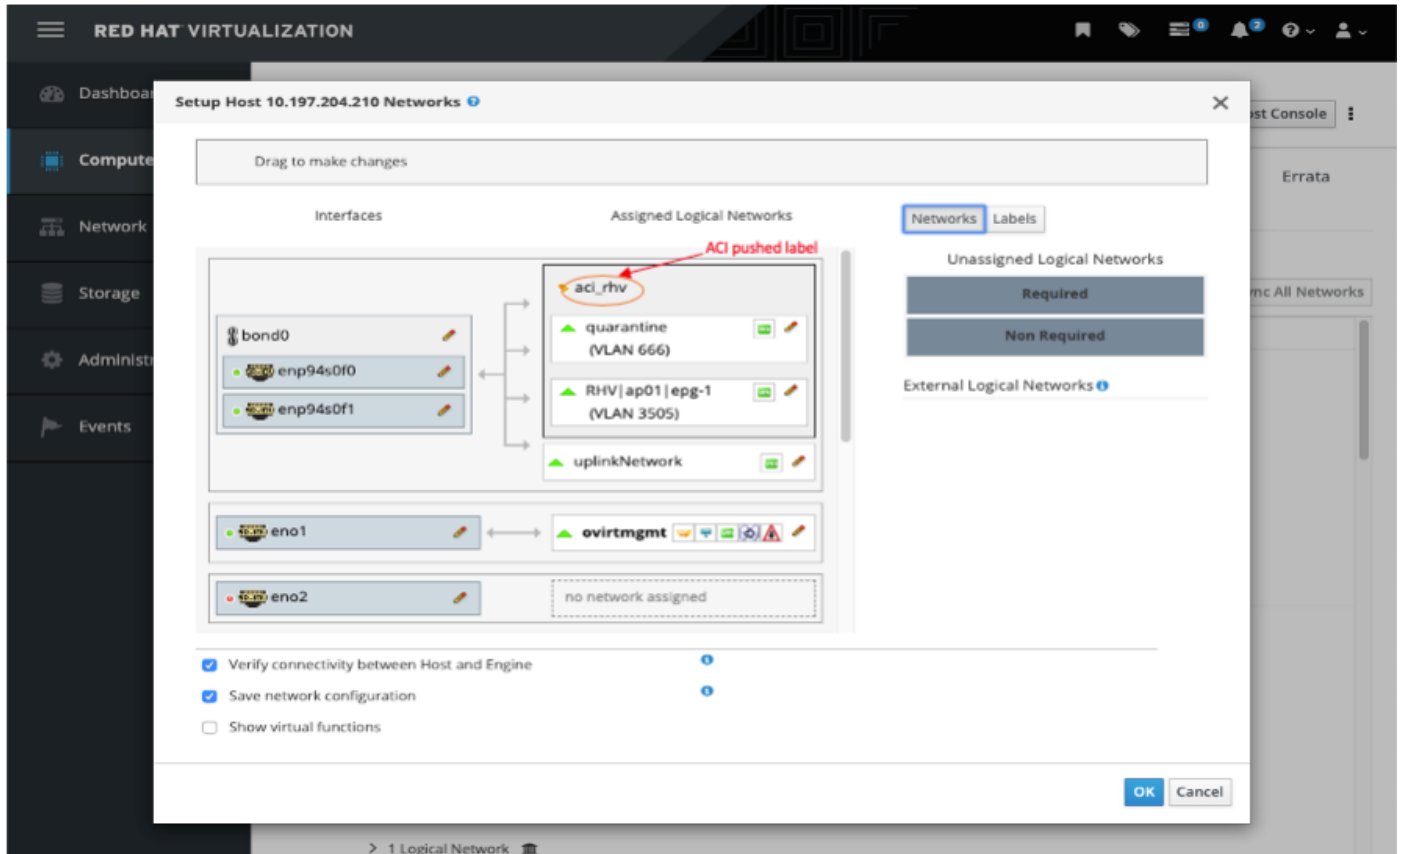 RED HAT VIRTUALIZATION
0
2
Dashboar
Setup Host 10.197.204.210 Networks
st Console
Compute
Drag to make changes
Errata
Network
Interfaces
Assigned Logical Networks
Networks
Labels
ACI pushed label
Unassigned Logical Networks
Storage
aci_rhv
Required
nc All Networks
bond0
quarantine
(VLAN 666)
Non Required
Administr
enp94s0f0
RHV|ap01|epg-1
(VLAN 3505)
External Logical Networks
enp94s0f1
Events
uplinkNetwork
eno1
ovirtmgmt
eno2
no network assigned
Verify connectivity between Host and Engine
Save network configuration
Show virtual functions
OK
Cancel
1 Logical Network